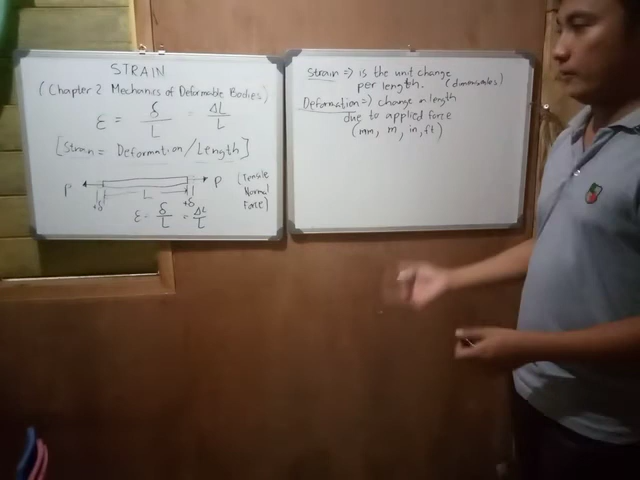 STRAIN
(Chapter 2 Mechanics of Deformable Bodies)
ε = δ/L = ΔL/L
[Strain = Deformation/Length]
P P (Tensile
L Normal
+δ +δ Force)
ε = δ/L = ΔL/L
Strain => is the unit change
per length. (dimensionless)
Deformation => change in length
due to applied force
(mm, m, in, ft)